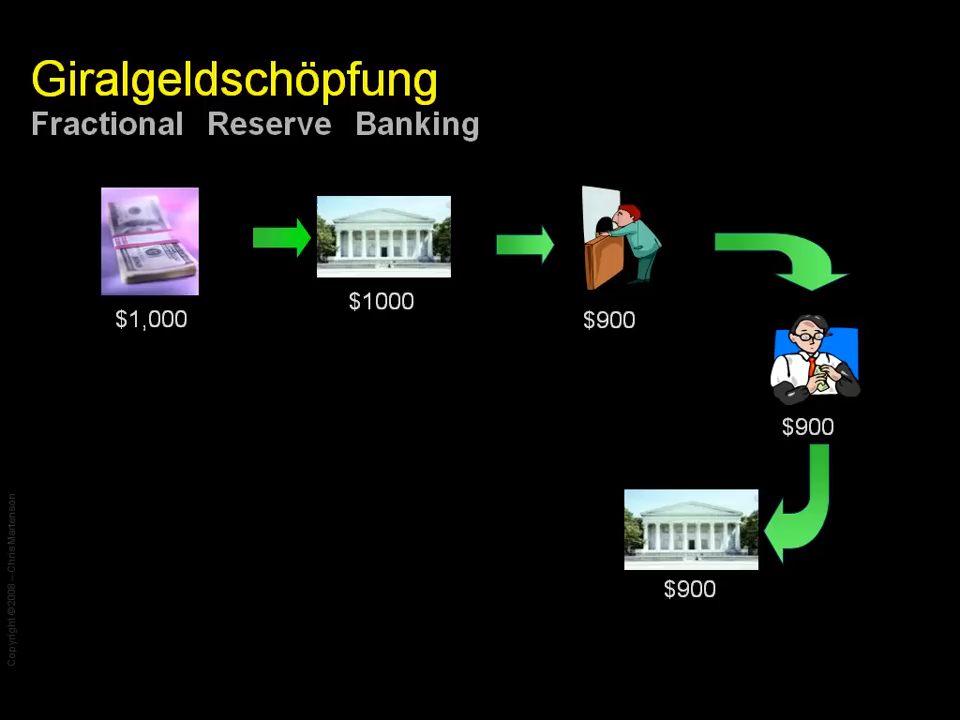 Giralgeldschöpfung
Fractional Reserve Banking
$1,000
$1000
$900
$900
$900
Copyright ©2008 – Chris Martenson